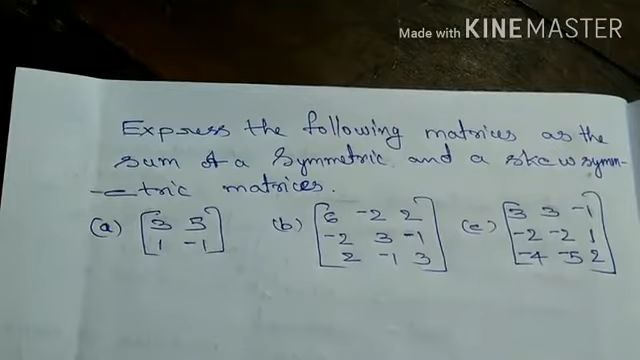 Made with KINEMASTER
Express the following matrices as the
sum of a Symmetric and a skew symm-
-etric matrices.
(a) [3 5 (b) [6 -2 2 (c) [3 3 -1
1 -1] -2 3 -1 -2 -2 1
2 -1 3] -4 -5 2]